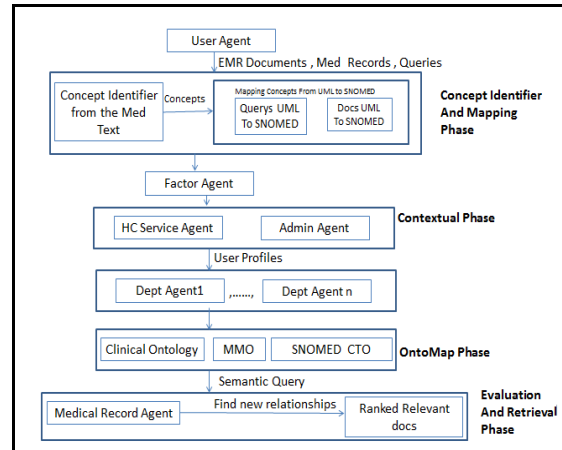 User Agent
EMR Documents , Med Records , Queries
Mapping Concepts From UML to SNOMED
Concept Identifier
from the Med
Text
Concepts
Querys UML
To SNOMED
Docs UML
To SNOMED
Concept Identifier
And Mapping
Phase
Factor Agent
HC Service Agent
Admin Agent
Contextual Phase
User Profiles
Dept Agent1
,......,
Dept Agent n
Clinical Ontology
MMO
SNOMED CTO
OntoMap Phase
Semantic Query
Medical Record Agent
Find new relationships
Ranked Relevant
docs
Evaluation
And Retrieval
Phase